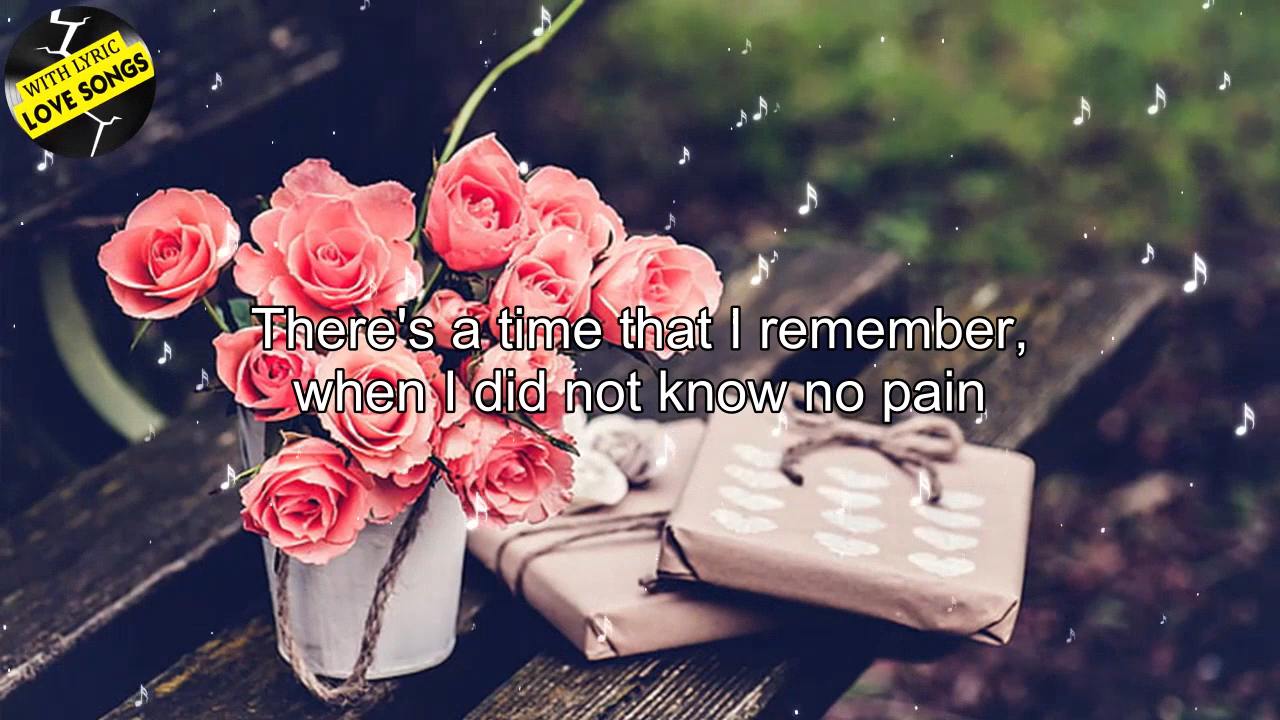 WITH LYRIC
LOVE SONGS
There's a time that I remember,
when I did not know no pain